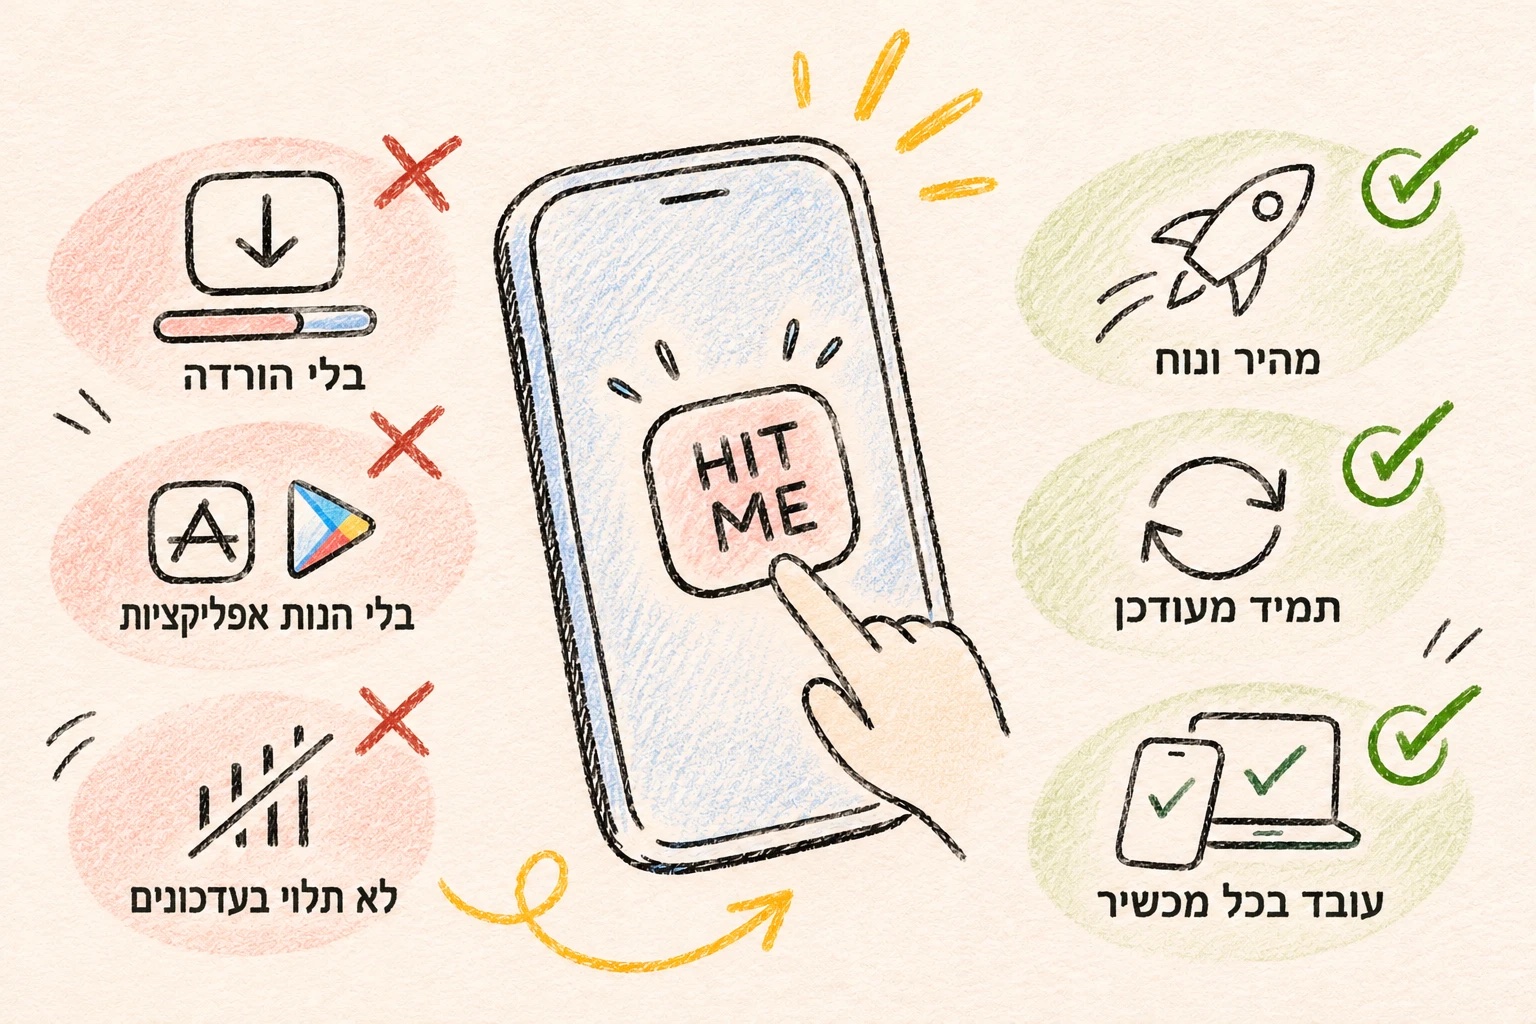 בלי הורדה
בלי הנות אפליקציות
לא תלוי בעדכונים
HIT
ME
מהיר ונוח
תמיד מעודכן
עובד בכל מכשיר